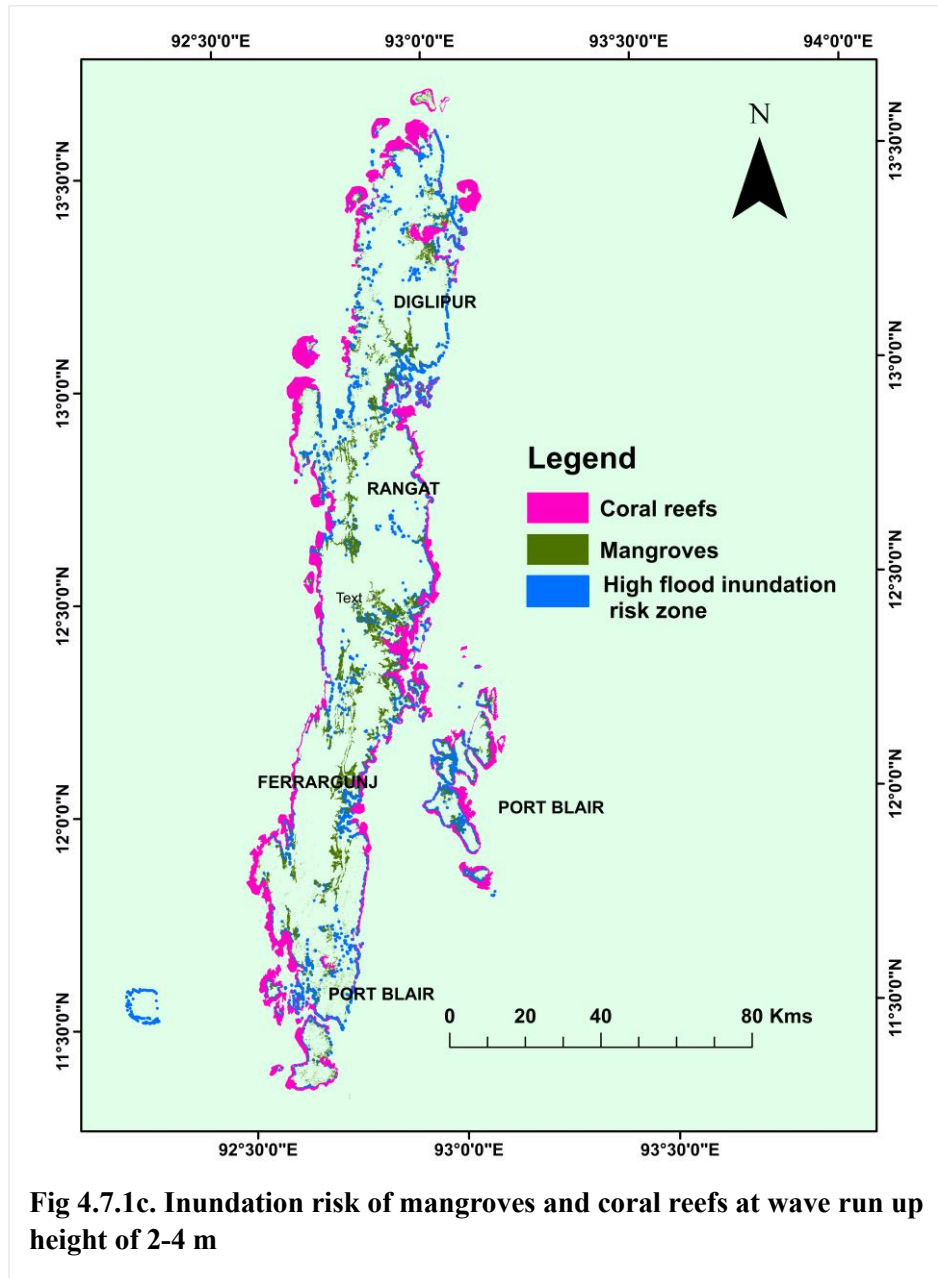 92°30'0"E 93°0'0"E 93°30'0"E 94°0'0"E
N
13°30'0"N
13°30'0"N
DIGLIPUR
13°0'0"N
13°0'0"N
Legend
RANGAT
Coral reefs
Mangroves
High flood inundation
risk zone
12°30'0"N
12°30'0"N
Text
FERRARGUNJ
12°0'0"N
PORT BLAIR
12°0'0"N
PORT BLAIR
11°30'0"N
0 20 40 80 Kms
11°30'0"N
92°30'0"E 93°0'0"E 93°30'0"E
Fig 4.7.1c. Inundation risk of mangroves and coral reefs at wave run up
height of 2-4 m